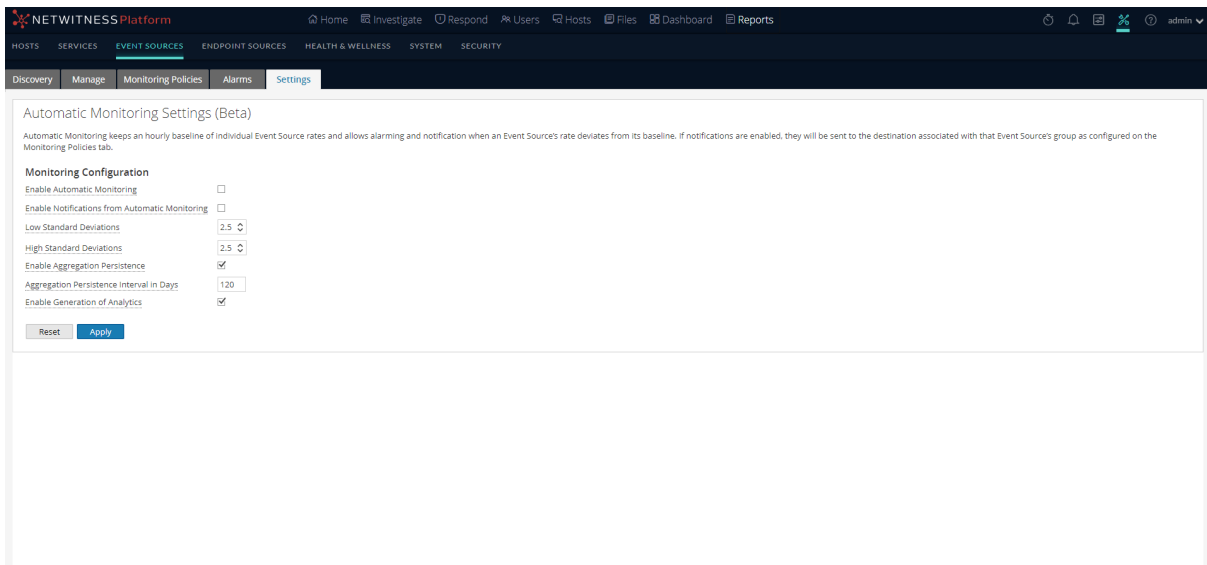 NETWITNESS Platform Home Investigate Respond Users Hosts Files Dashboard Reports admin
HOSTS SERVICES EVENT SOURCES ENDPOINT SOURCES HEALTH & WELLNESS SYSTEM SECURITY
Discovery Manage Monitoring Policies Alarms Settings
Automatic Monitoring Settings (Beta)
Automatic Monitoring keeps an hourly baseline of individual Event Source rates and allows alarming and notification when an Event Source's rate deviates from its baseline. If notifications are enabled, they will be sent to the destination associated with that Event Source's group as configured on the
Monitoring Policies tab.
Monitoring Configuration
Enable Automatic Monitoring
Enable Notifications from Automatic Monitoring
Low Standard Deviations 2.5
High Standard Deviations 2.5
Enable Aggregation Persistence
Aggregation Persistence Interval in Days 120
Enable Generation of Analytics
Reset Apply